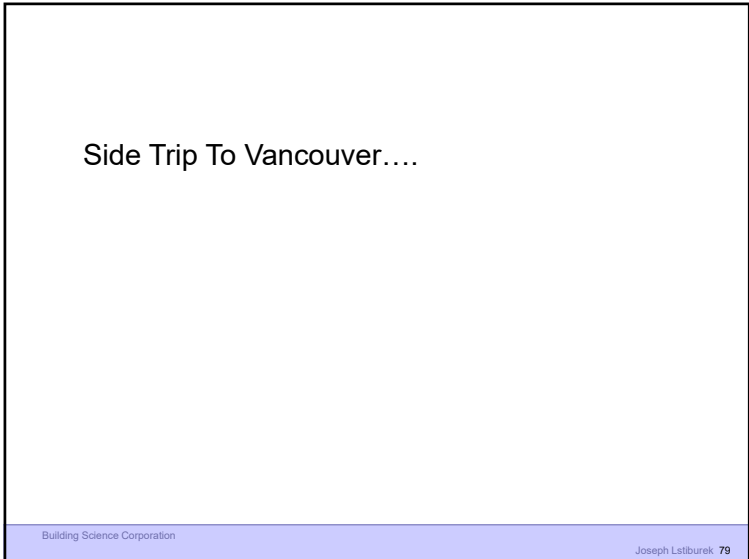 Side Trip To Vancouver….
Building Science Corporation
Joseph Lstiburek 79